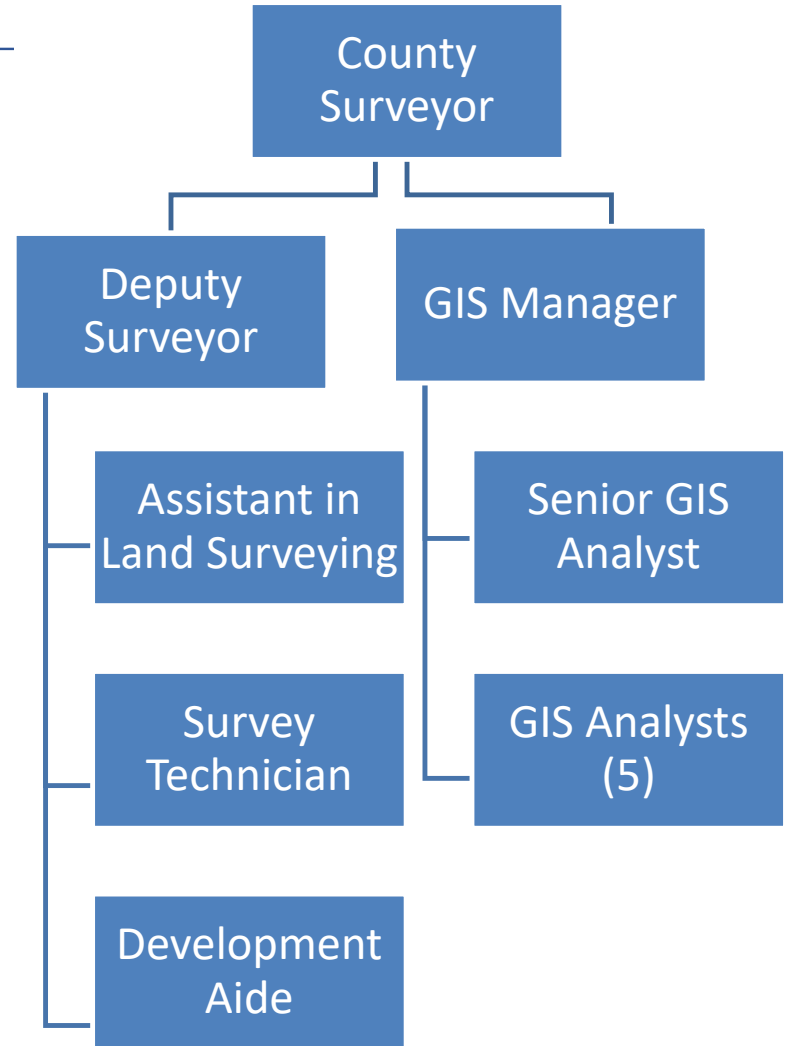 County
Surveyor
Deputy
Surveyor
GIS Manager
Assistant in
Land Surveying
Senior GIS
Analyst
Survey
Technician
GIS Analysts
(5)
Development
Aide